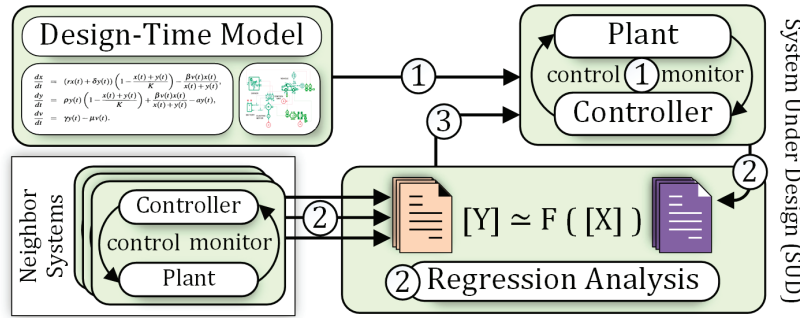 Design-Time Model
dx/dt = (rx(t) + δy(t)) (1 − x(t) + y(t)/K) − βv(t)x(t)/x(t) + y(t),
dy/dt = ρy(t) (1 − x(t) + y(t)/K) + βv(t)x(t)/x(t) + y(t) − αy(t),
dv/dt = γy(t) − μv(t).
1
Plant
control 1 monitor
Controller
3
2
System Under Design (SUD)
Neighbor
Systems
Controller
control monitor
Plant
2
[Y] ≃ F ( [X] )
2 Regression Analysis